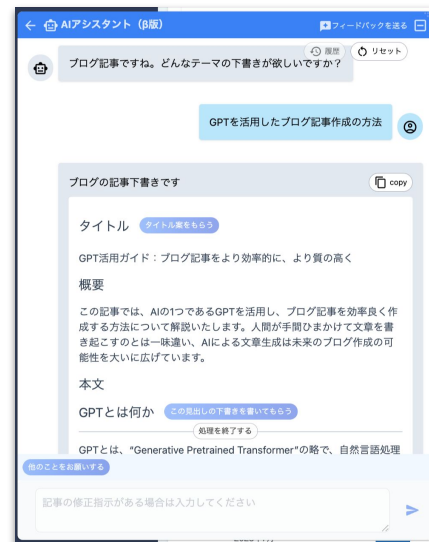 ← AIアシスタント（β版）
フィードバックを送る
履歴
リセット
ブログ記事ですね。どんなテーマの下書きが欲しいですか？
GPTを活用したブログ記事作成の方法
ブログの記事下書きです
copy
タイトル タイトル案をもらう
GPT活用ガイド：ブログ記事をより効率的に、より質の高く
概要
この記事では、AIの1つであるGPTを活用し、ブログ記事を効率良く作
成する方法について解説いたします。人間が手間ひまかけて文章を書
き起こすのとは一味違い、AIによる文章生成は未来のブログ作成の可
能性を大いに広げています。
本文
GPTとは何か この見出しの下書きを書いてもらう
処理を終了する
GPTとは、“Generative Pretrained Transformer”の略で、自然言語処理
他のことをお願いする
記事の修正指示がある場合は入力してください